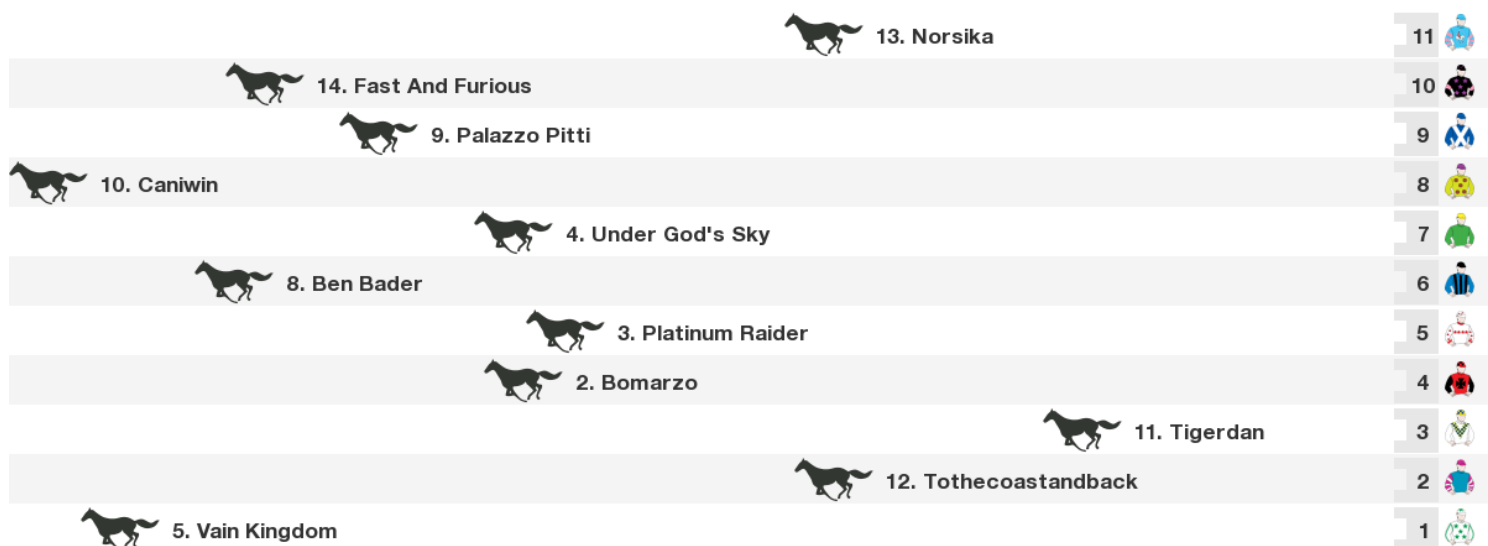 13. Norsika 11
14. Fast And Furious 10
9. Palazzo Pitti 9
10. Caniwin 8
4. Under God's Sky 7
8. Ben Bader 6
3. Platinum Raider 5
2. Bomarzo 4
11. Tigerdan 3
12. Tothecoastandback 2
5. Vain Kingdom 1